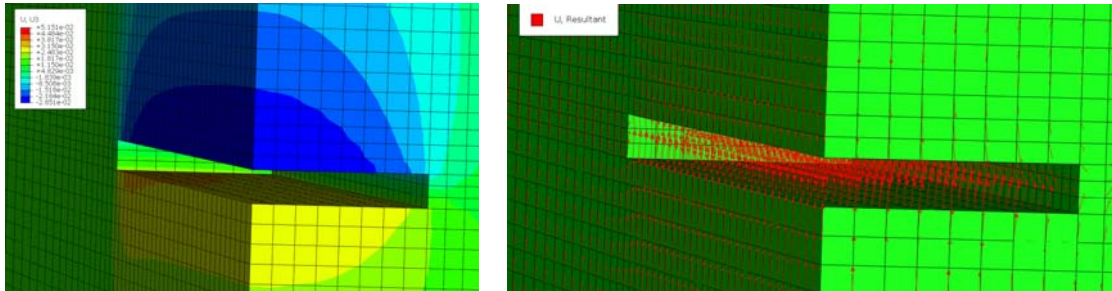 U, U3
+5.151e-02
+4.484e-02
+3.817e-02
+3.150e-02
+2.483e-02
+1.817e-02
+1.150e-02
+4.829e-03
-1.839e-03
-8.508e-03
-1.518e-02
-2.184e-02
-2.851e-02
U, Resultant